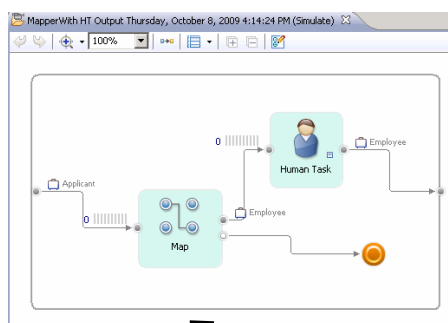 MapperWith HT Output Thursday, October 8, 2009 4:14:24 PM (Simulate)
100%
0
Employee
Human Task
Applicant
0
Employee
Map